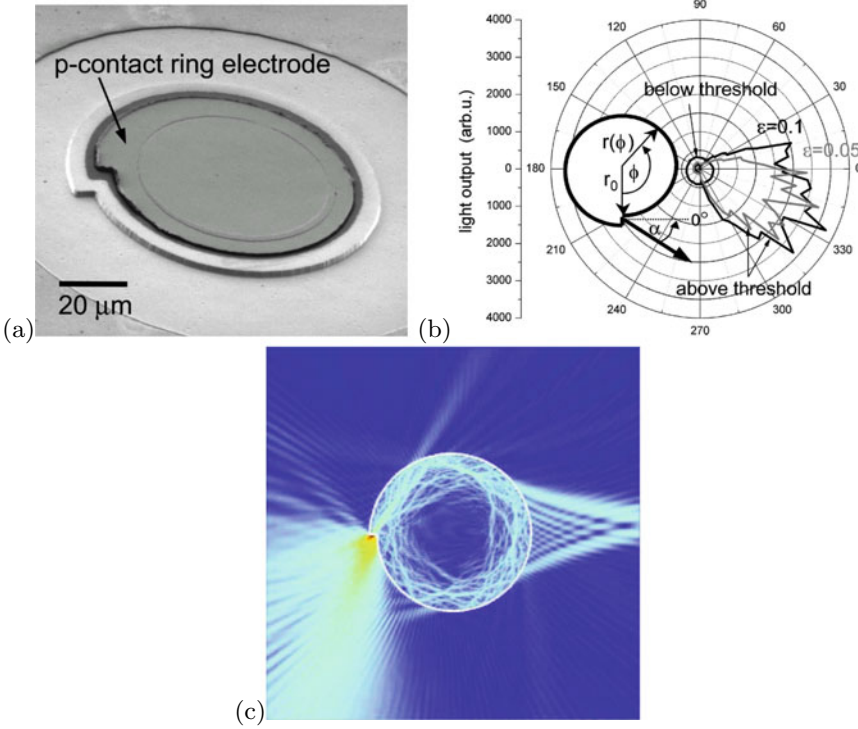 (a)
p-contact ring electrode
20 μm
(b)
light output (arb.u.)
4000
3000
2000
1000
0
1000
2000
3000
4000
90
120
60
150
30
180
0
210
330
240
300
270
below threshold
ε=0.1
ε=0.05
r(ϕ)
r₀
ϕ
0°
α
above threshold
(c)